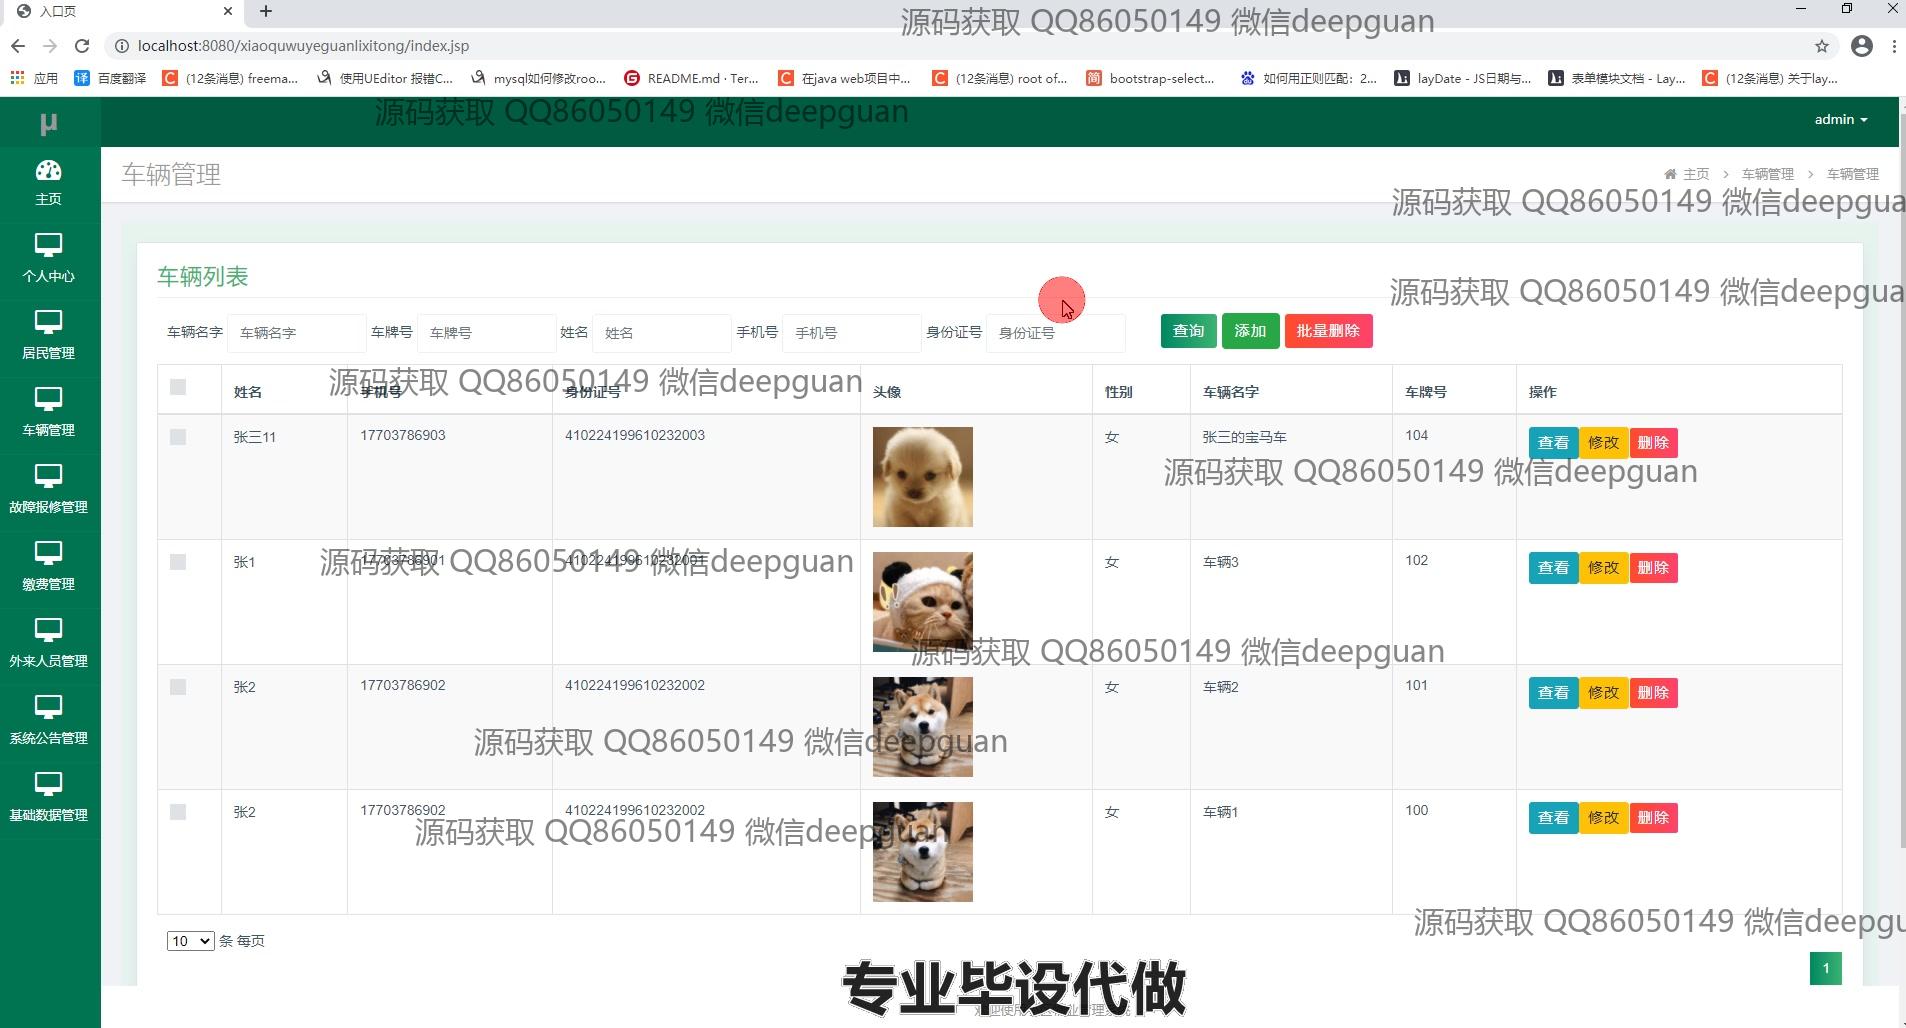 入口页
源码获取 QQ86050149 微信deepguan
localhost:8080/xiaoquwuyeguanlixitong/index.jsp
应用 百度翻译 (12条消息) freema... 使用UEditor 报错C... mysql如何修改roo... README.md · Ter... 在java web项目中... (12条消息) root of... bootstrap-select... 如何用正则匹配：2... layDate - JS日期与... 表单模块文档 - Lay... (12条消息) 关于lay...
源码获取 QQ86050149 微信deepguan
μ
admin
主页
车辆管理
主页 > 车辆管理 > 车辆管理
源码获取 QQ86050149 微信deepgua
个人中心
车辆列表
源码获取 QQ86050149 微信deepgua
居民管理
车辆名字 车辆名字 车牌号 车牌号 姓名 姓名 手机号 手机号 身份证号 身份证号 查询 添加 批量删除
源码获取 QQ86050149 微信deepguan
姓名 手机号 身份证号 头像 性别 车辆名字 车牌号 操作
车辆管理
张三11 17703786903 410224199610232003 女 张三的宝马车 104 查看 修改 删除
源码获取 QQ86050149 微信deepguan
故障报修管理
张1 17703786901 410224199610232001 女 车辆3 102 查看 修改 删除
源码获取 QQ86050149 微信deepguan
缴费管理
源码获取 QQ86050149 微信deepguan
外来人员管理
张2 17703786902 410224199610232002 女 车辆2 101 查看 修改 删除
源码获取 QQ86050149 微信deepguan
系统公告管理
张2 17703786902 410224199610232002 女 车辆1 100 查看 修改 删除
源码获取 QQ86050149 微信deepguan
基础数据管理
源码获取 QQ86050149 微信deepgu
10 条 每页
1
专业毕设代做